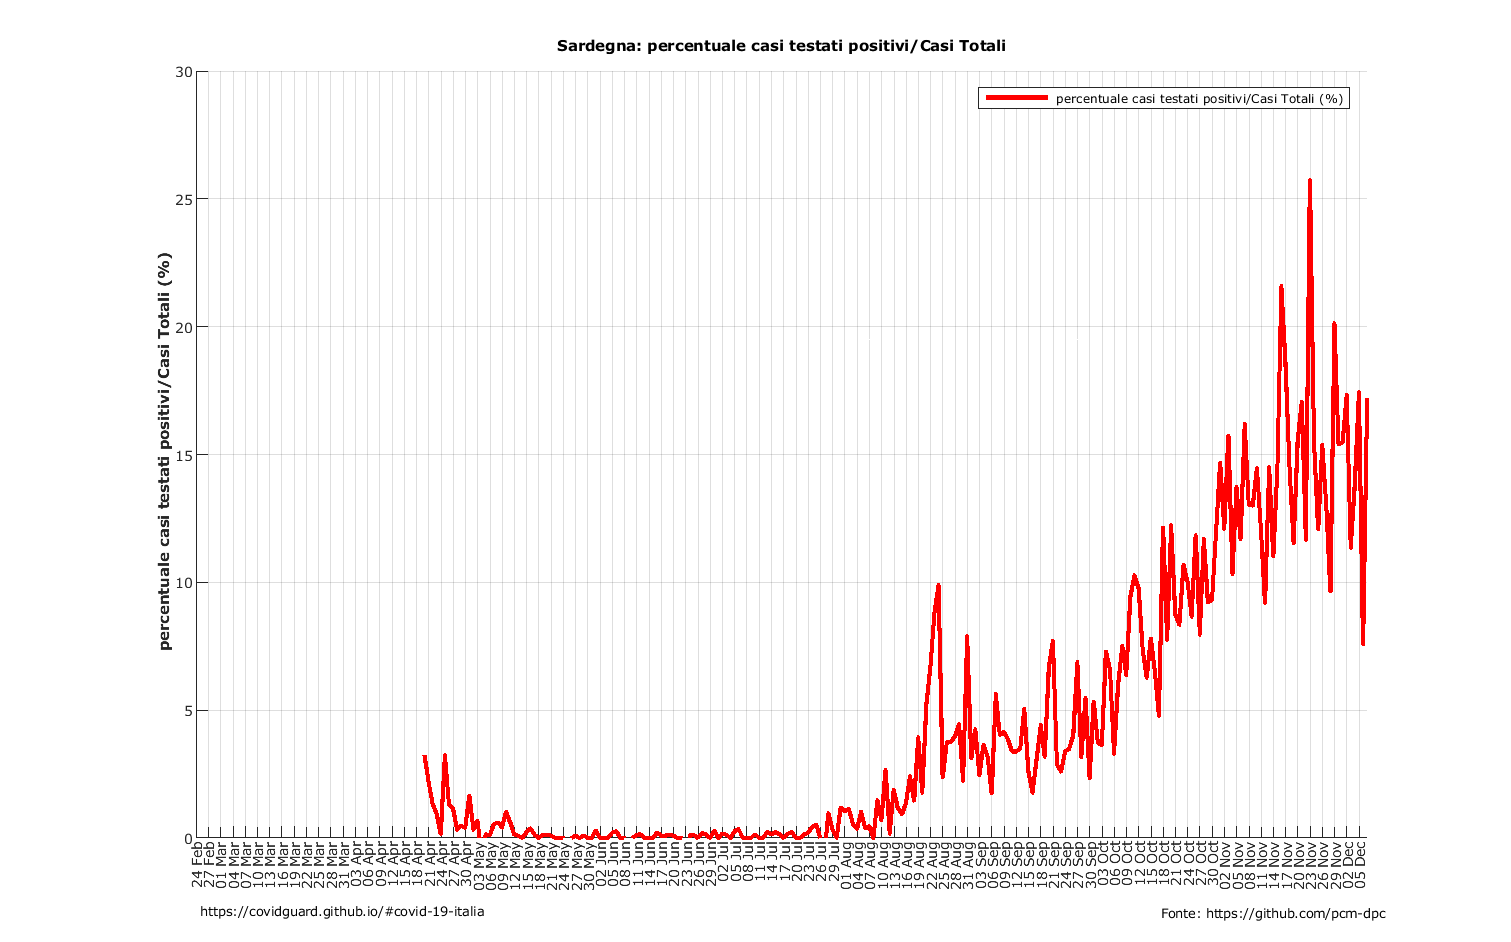 Sardegna: percentuale casi testati positivi/Casi Totali
percentuale casi testati positivi/Casi Totali (%)
percentuale casi testati positivi/Casi Totali (%)
30
25
20
15
10
5
0
24 Feb
27 Feb
01 Mar
04 Mar
07 Mar
10 Mar
13 Mar
16 Mar
19 Mar
22 Mar
25 Mar
28 Mar
31 Mar
03 Apr
06 Apr
09 Apr
12 Apr
15 Apr
18 Apr
21 Apr
24 Apr
27 Apr
30 Apr
03 May
06 May
09 May
12 May
15 May
18 May
21 May
24 May
27 May
30 May
02 Jun
05 Jun
08 Jun
11 Jun
14 Jun
17 Jun
20 Jun
23 Jun
26 Jun
29 Jun
02 Jul
05 Jul
08 Jul
11 Jul
14 Jul
17 Jul
20 Jul
23 Jul
26 Jul
29 Jul
01 Aug
04 Aug
07 Aug
10 Aug
13 Aug
16 Aug
19 Aug
22 Aug
25 Aug
28 Aug
31 Aug
03 Sep
06 Sep
09 Sep
12 Sep
15 Sep
18 Sep
21 Sep
24 Sep
27 Sep
30 Sep
03 Oct
06 Oct
09 Oct
12 Oct
15 Oct
18 Oct
21 Oct
24 Oct
27 Oct
30 Oct
02 Nov
05 Nov
08 Nov
11 Nov
14 Nov
17 Nov
20 Nov
23 Nov
26 Nov
29 Nov
02 Dec
05 Dec
https://covidguard.github.io/#covid-19-italia
Fonte: https://github.com/pcm-dpc